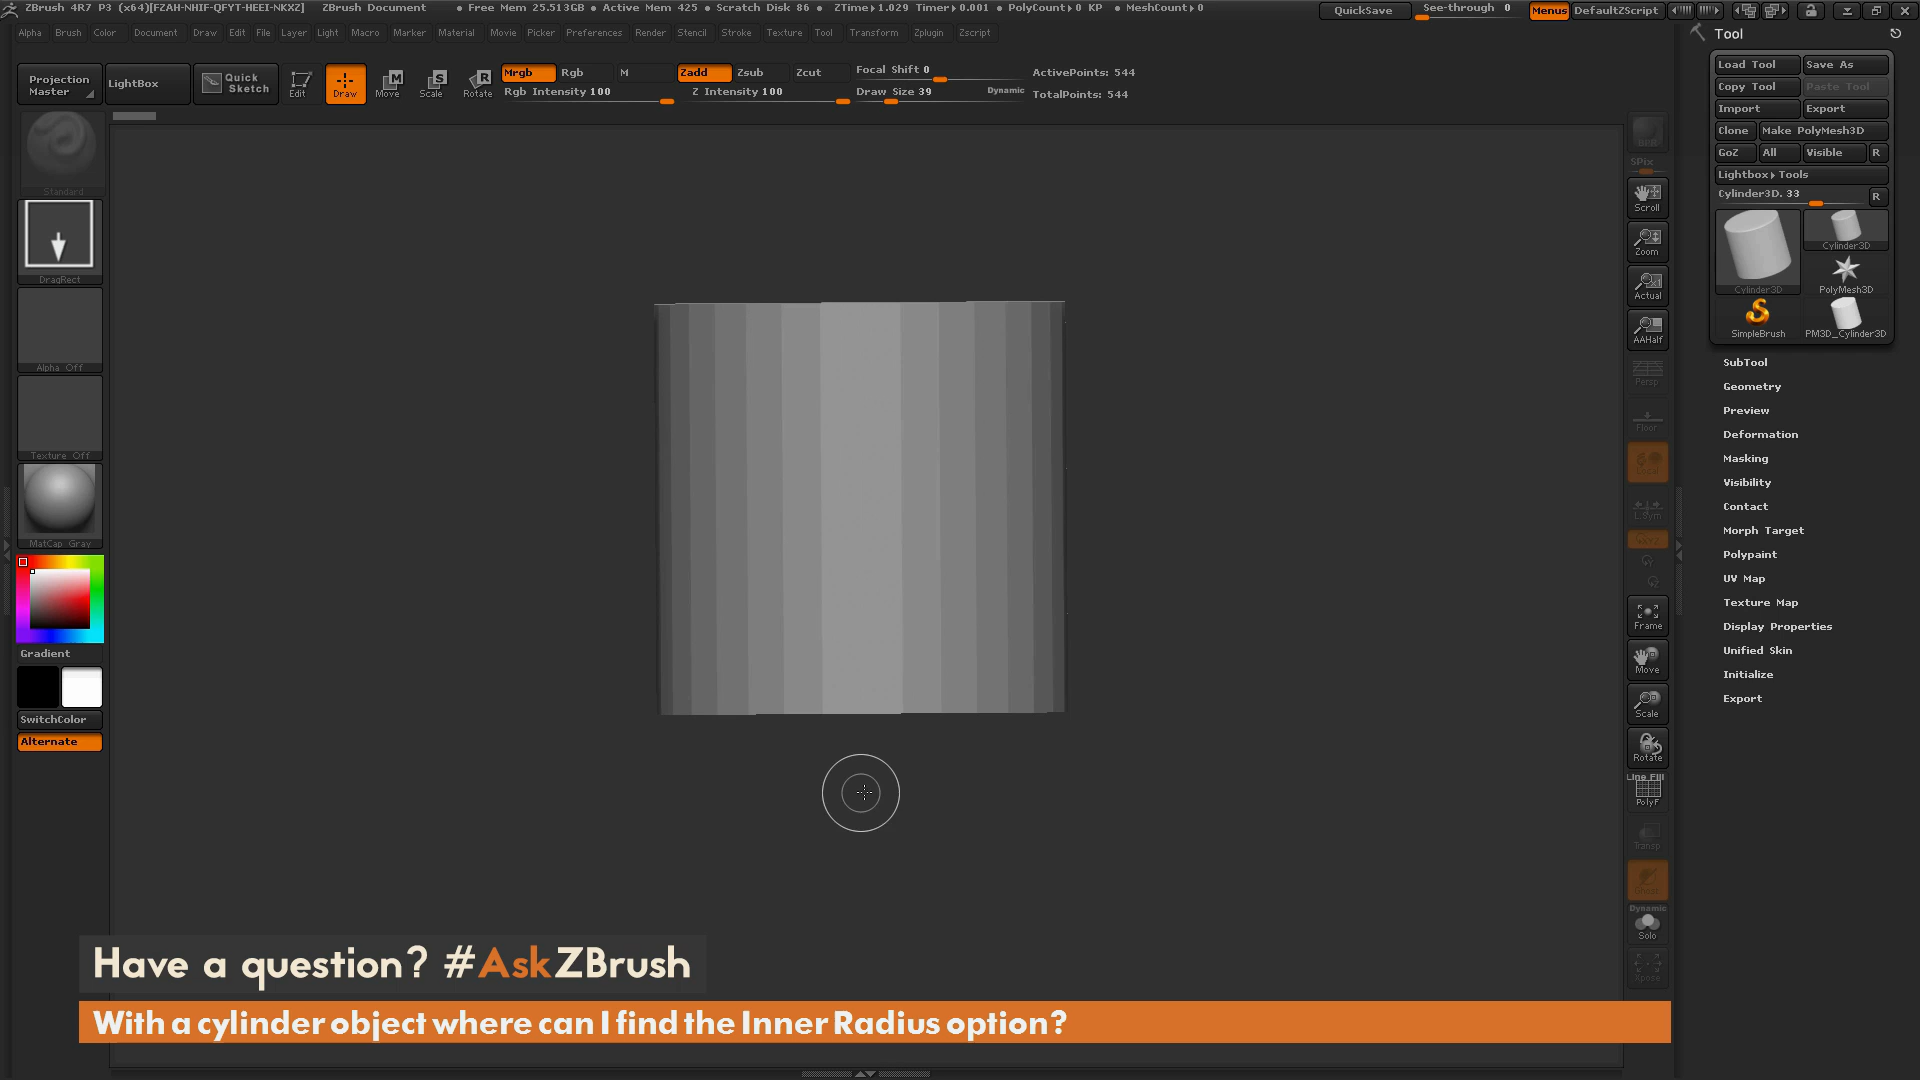 ZBrush 4R7 P3 (x64)[FZAH-NHIF-QFYT-HEEI-NKXZ] ZBrush Document • Free Mem 25.513GB • Active Mem 425 • Scratch Disk 86 • ZTime▸1.029 Timer▸0.001 • PolyCount▸0 KP • MeshCount▸0 QuickSave See-through 0 Menus DefaultZScript
Alpha Brush Color Document Draw Edit File Layer Light Macro Marker Material Movie Picker Preferences Render Stencil Stroke Texture Tool Transform Zplugin Zscript
Projection Master
LightBox
Quick Sketch
Edit
Draw
Move
Scale
Rotate
Mrgb Rgb M
Rgb Intensity 100
Zadd Zsub Zcut
Z Intensity 100
Focal Shift 0
Draw Size 39
Dynamic
ActivePoints: 544
TotalPoints: 544
Standard
DragRect
Alpha Off
Texture Off
MatCap Gray
Gradient
SwitchColor
Alternate
BPR
SPix
Scroll
Zoom
Actual
AAHalf
Persp
Floor
Local
L.Sym
Frame
Move
Scale
Rotate
Line Fill
PolyF
Transp
Ghost
Dynamic
Solo
Xpose
Tool
Load Tool Save As
Copy Tool Paste Tool
Import Export
Clone Make PolyMesh3D
GoZ All Visible R
Lightbox▸Tools
Cylinder3D. 33 R
Cylinder3D
Cylinder3D
PolyMesh3D
SimpleBrush
PM3D_Cylinder3D
SubTool
Geometry
Preview
Deformation
Masking
Visibility
Contact
Morph Target
Polypaint
UV Map
Texture Map
Display Properties
Unified Skin
Initialize
Export
Have a question? #AskZBrush
With a cylinder object where can I find the Inner Radius option?